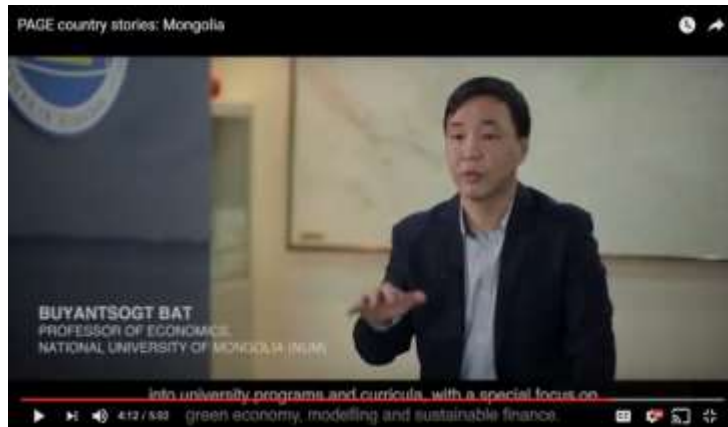 PAGE country stories: Mongolia
BUYANTSOGT BAT
PROFESSOR OF ECONOMICS,
NATIONAL UNIVERSITY OF MONGOLIA (NUM)
into university programs and curricula, with a special focus on
4:12 / 5:02
green economy, modelling and sustainable finance.